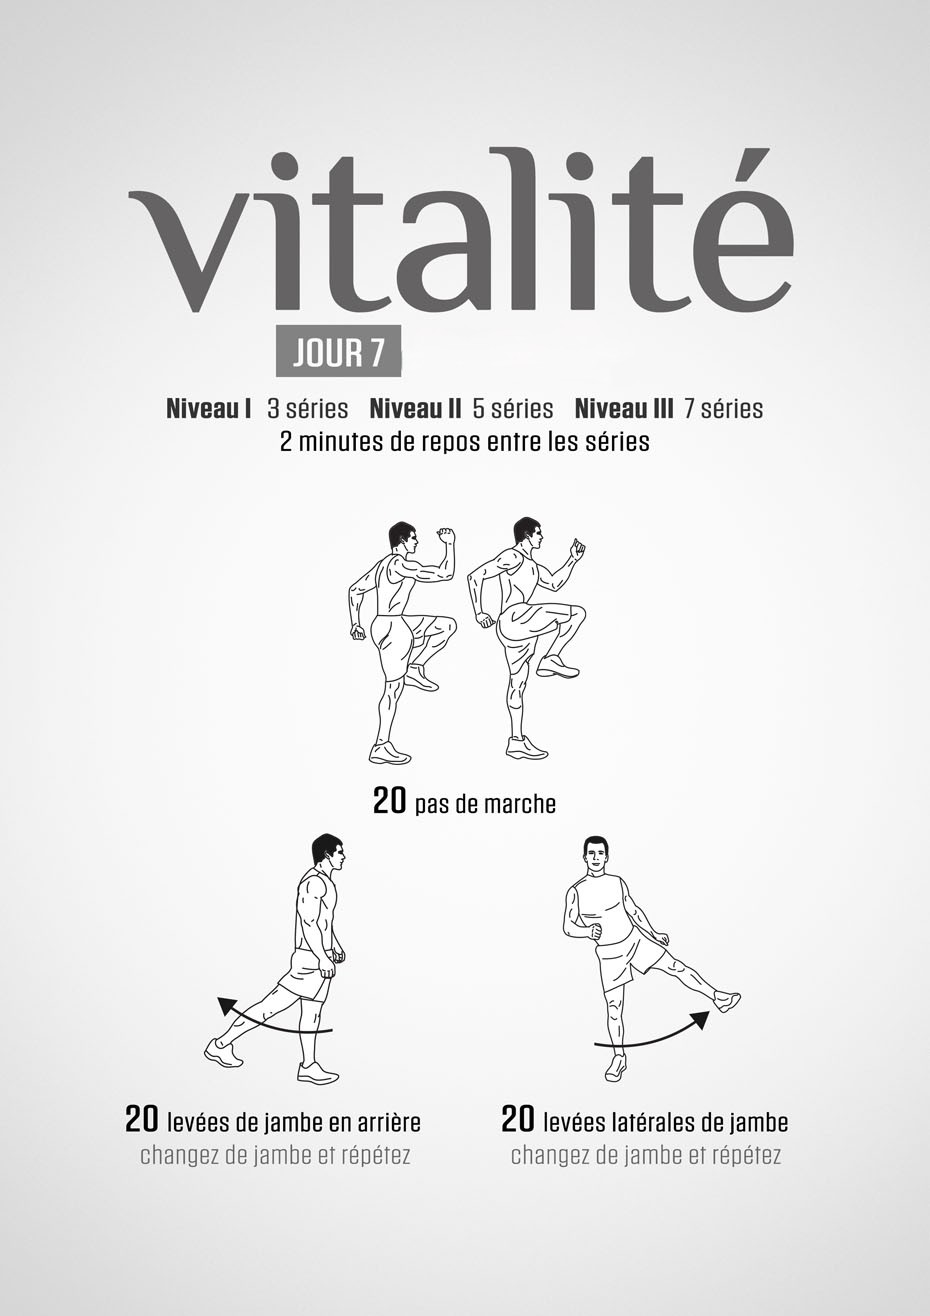 vitalité
JOUR 7
Niveau I 3 séries Niveau II 5 séries Niveau III 7 séries
2 minutes de repos entre les séries
20 pas de marche
20 levées de jambe en arrière
changez de jambe et répétez
20 levées latérales de jambe
changez de jambe et répétez